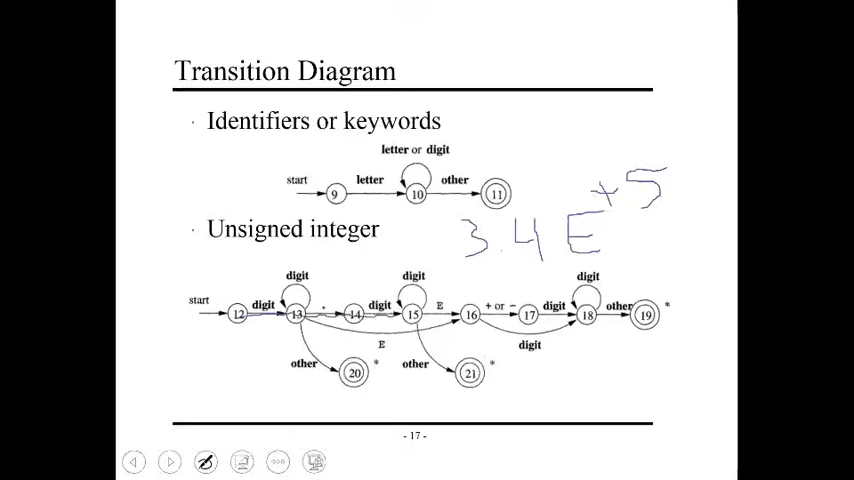 Transition Diagram
· Identifiers or keywords
letter or digit
start 9 letter 10 other 11
· Unsigned integer
3.4 E +5
digit digit digit
start 12 digit 13 . 14 digit 15 E 16 + or - 17 digit 18 other 19 *
E digit
other 20 * other 21 *
- 17 -